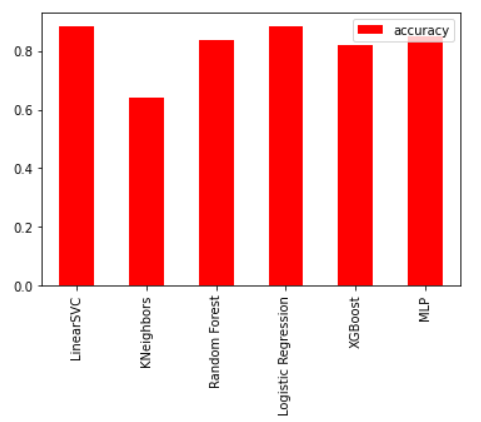 accuracy
0.8
0.6
0.4
0.2
0.0
LinearSVC
KNeighbors
Random Forest
Logistic Regression
XGBoost
MLP